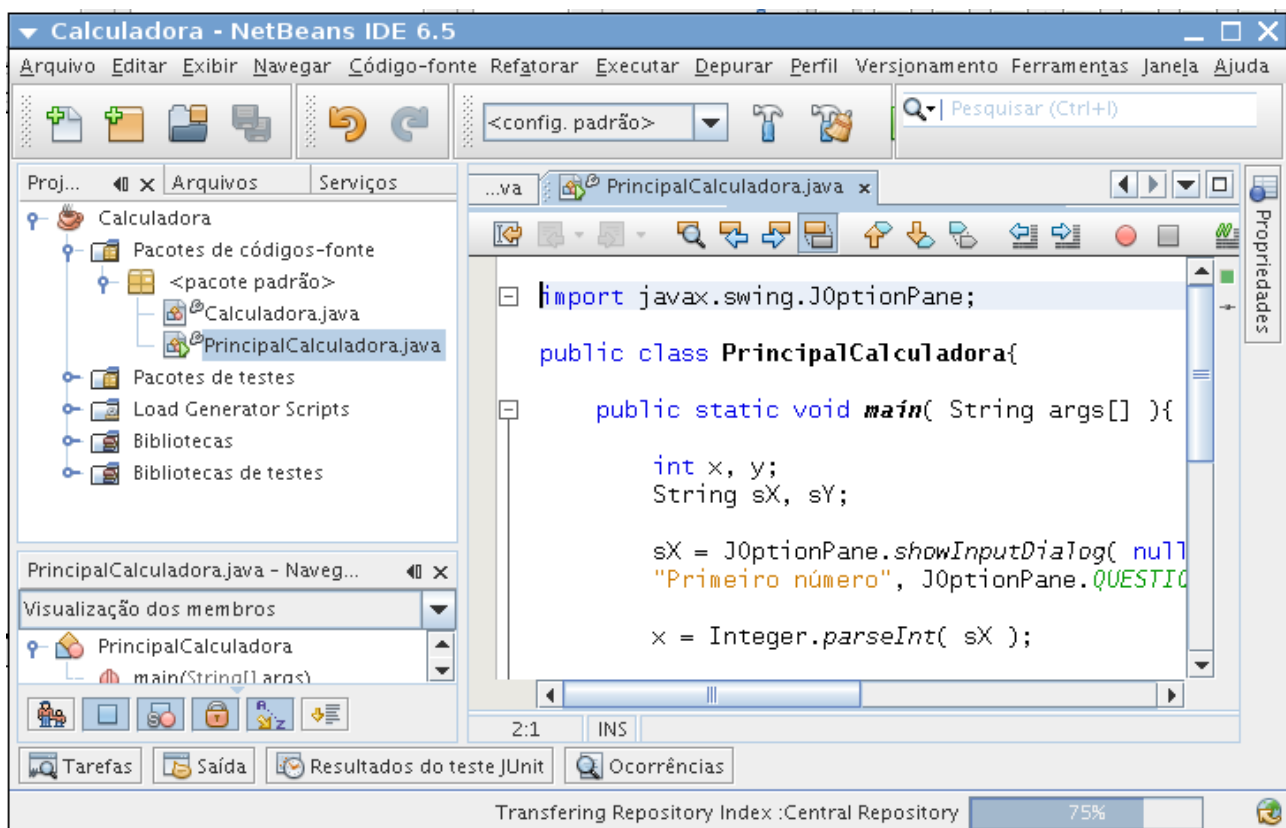 Calculadora - NetBeans IDE 6.5
Arquivo Editar Exibir Navegar Código-fonte Refatorar Executar Depurar Perfil Versionamento Ferramentas Janela Ajuda
<config. padrão>
Pesquisar (Ctrl+I)
Proj... Arquivos Serviços
Calculadora
Pacotes de códigos-fonte
<pacote padrão>
Calculadora.java
PrincipalCalculadora.java
Pacotes de testes
Load Generator Scripts
Bibliotecas
Bibliotecas de testes
PrincipalCalculadora.java - Naveg...
Visualização dos membros
PrincipalCalculadora
main(String[] args)
...va PrincipalCalculadora.java
import javax.swing.JOptionPane;
public class PrincipalCalculadora{
public static void main( String args[] ){
int x, y;
String sX, sY;
sX = JOptionPane.showInputDialog( null
"Primeiro número", JOptionPane.QUESTIO
x = Integer.parseInt( sX );
2:1 INS
Propriedades
Tarefas Saída Resultados do teste JUnit Ocorrências
Transfering Repository Index :Central Repository 75%